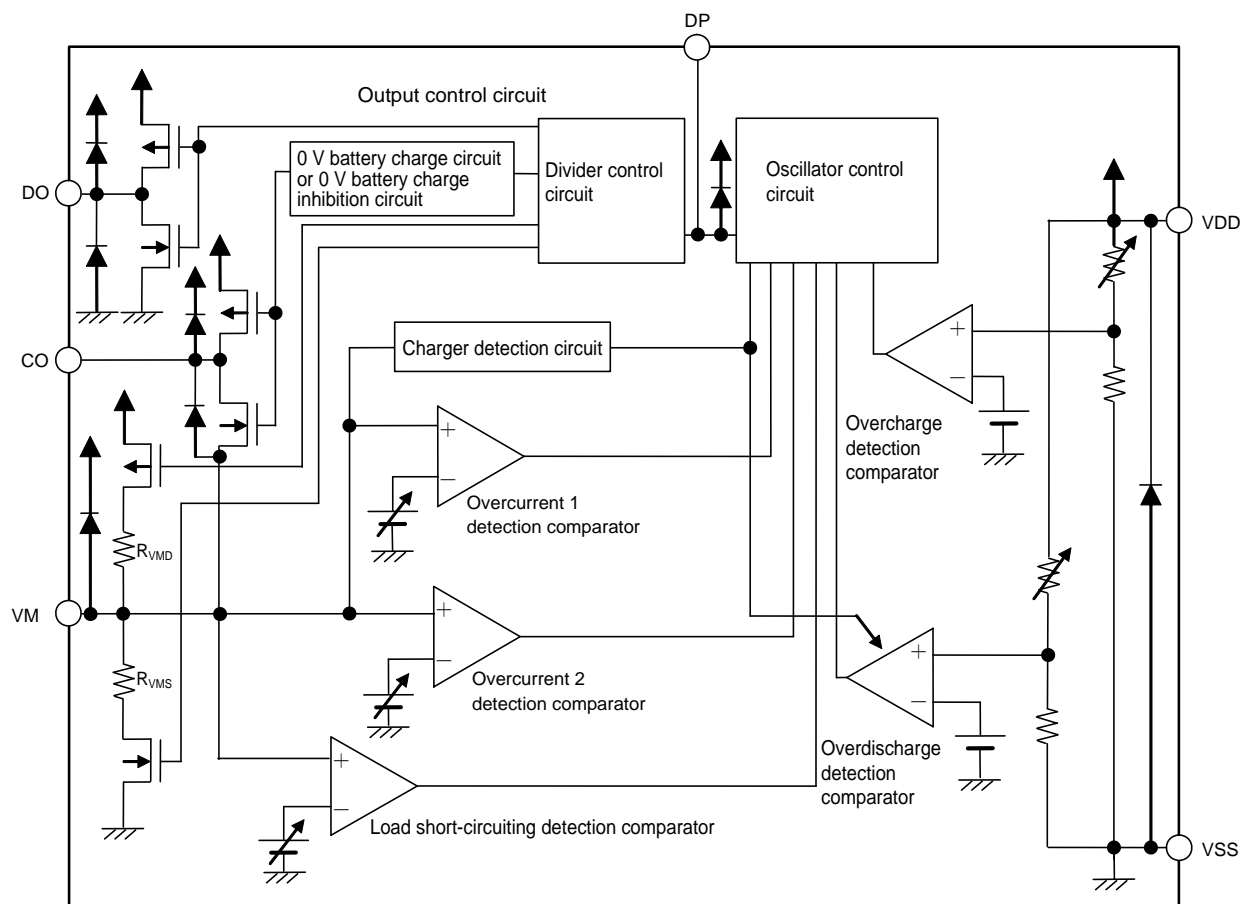 DP
Output control circuit
0 V battery charge circuit
or 0 V battery charge
inhibition circuit
Divider control
circuit
Oscillator control
circuit
DO
VDD
CO
Charger detection circuit
+
−
Overcharge
detection
comparator
+
−
Overcurrent 1
detection comparator
RVMD
VM
+
−
Overcurrent 2
detection comparator
RVMS
+
−
Overdischarge
detection
comparator
+
−
Load short-circuiting detection comparator
VSS